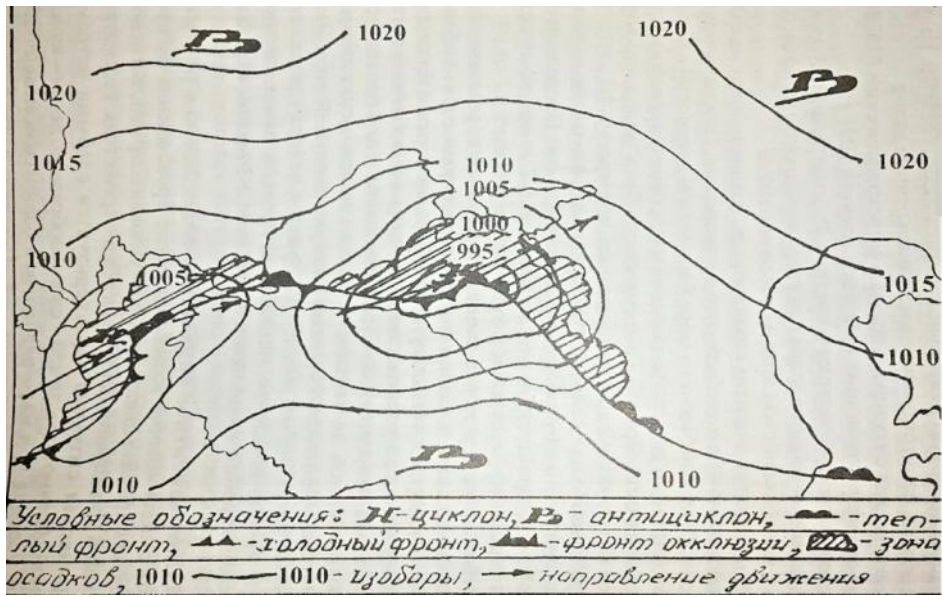 В 1020 1020
В
1020
1020
1015
1010
1005
1010
1000
1005
995
Н
1015
1010
В
1010 1010
Условные обозначения: Н-циклон, В - антициклон, - теп-
лый фронт, - холодный фронт, - фронт окклюзии, - зона
осадков, 1010 1010 - изобары, - направление движения